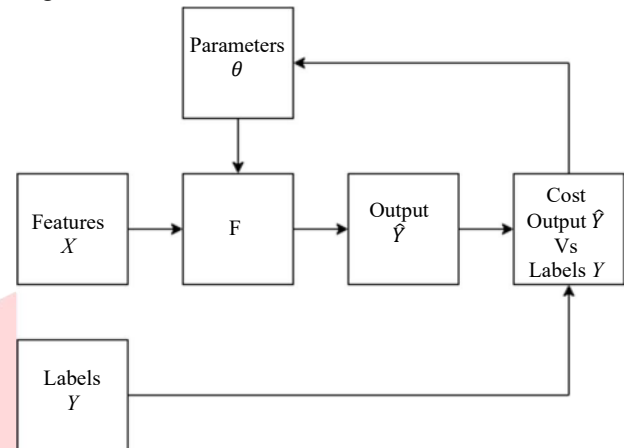 Parameters
θ
Features
X
F
Output
Ŷ
Cost
Output Ŷ
Vs
Labels Y
Labels
Y